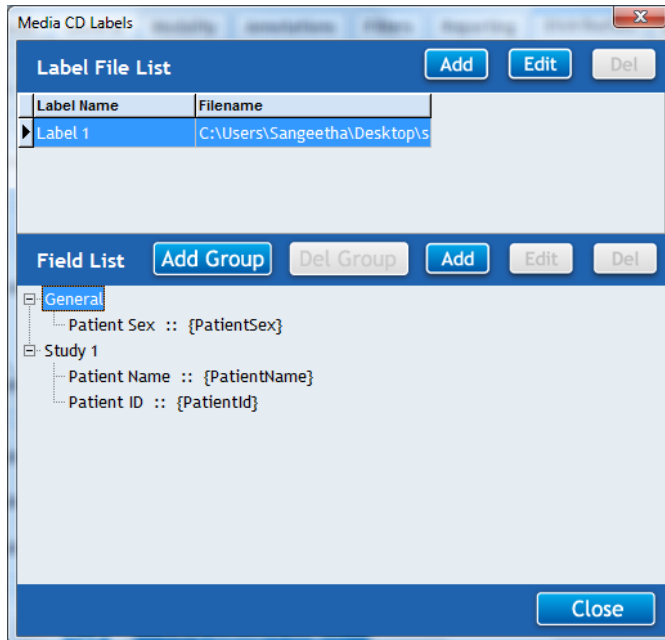 Media CD Labels
Label File List Add Edit Del
Label Name Filename
Label 1 C:\Users\Sangeetha\Desktop\s
Field List Add Group Del Group Add Edit Del
General
Patient Sex :: {PatientSex}
Study 1
Patient Name :: {PatientName}
Patient ID :: {PatientId}
Close